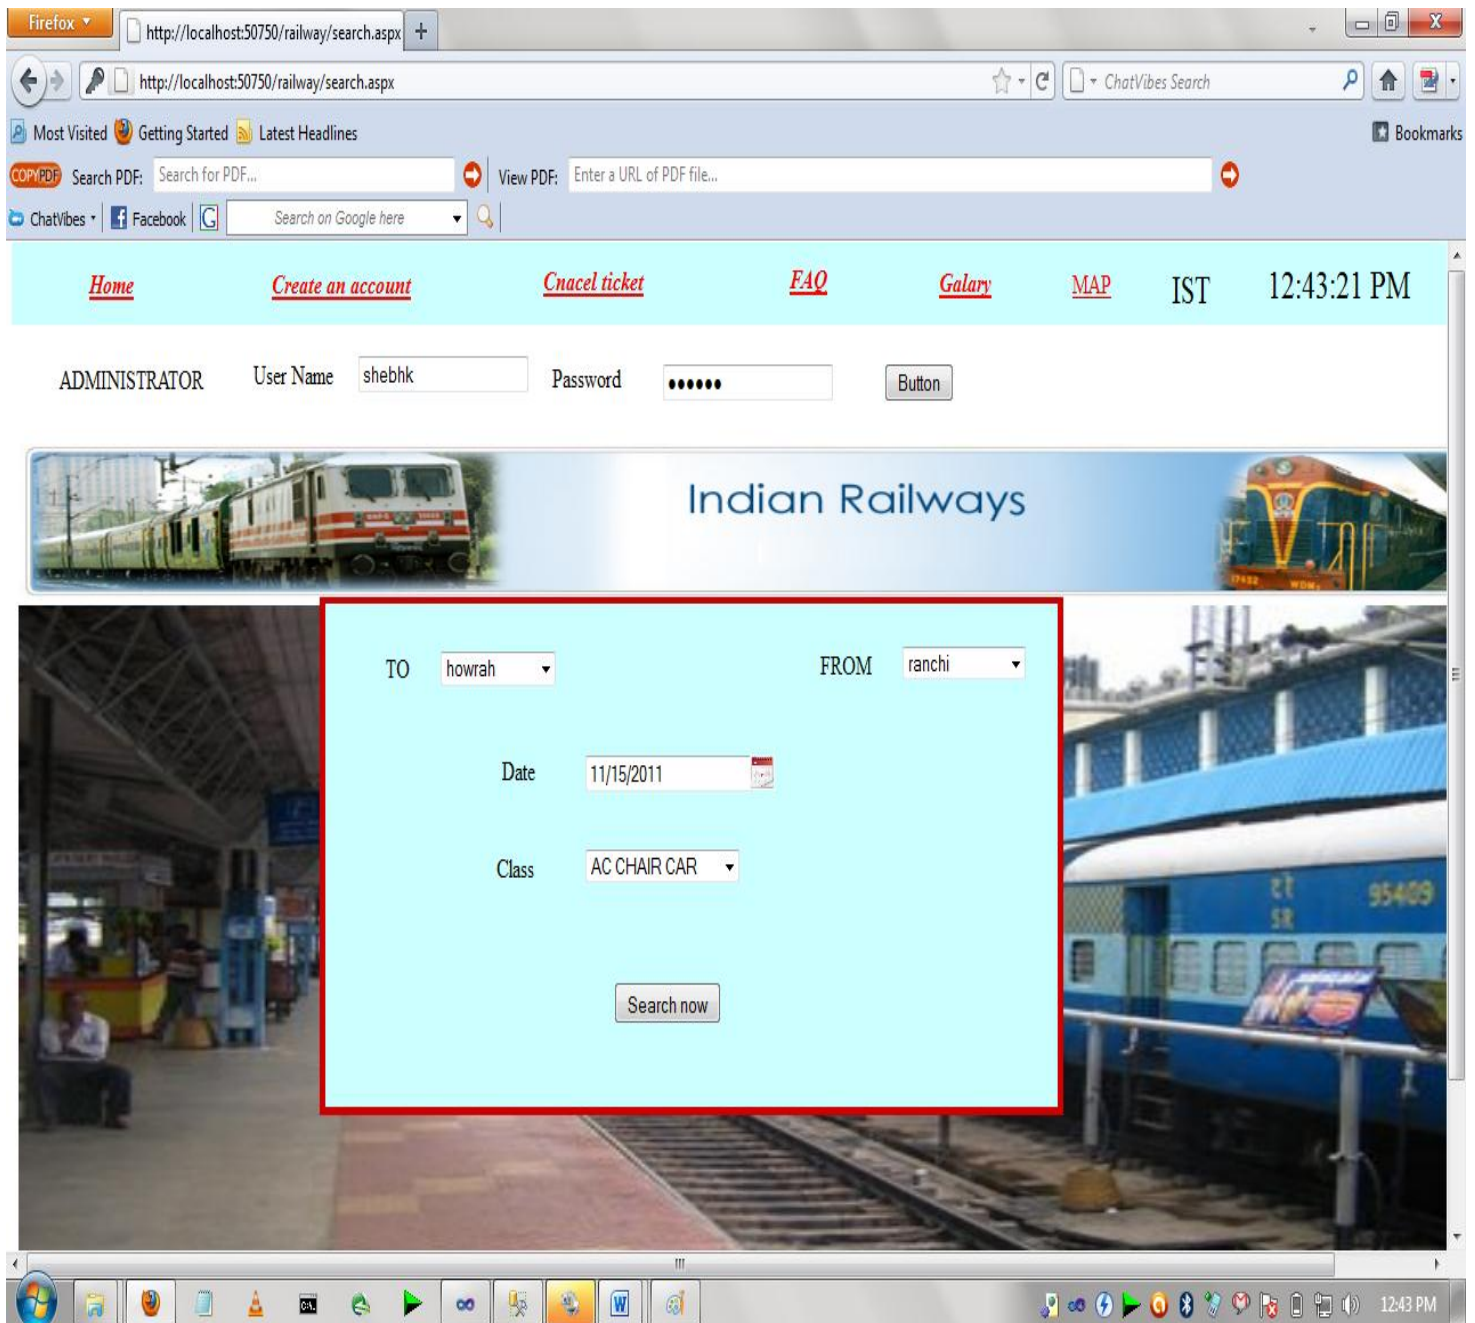 Firefox
http://localhost:50750/railway/search.aspx
http://localhost:50750/railway/search.aspx
ChatVibes Search
Most Visited Getting Started Latest Headlines Bookmarks
COPYPDF Search PDF: Search for PDF... View PDF: Enter a URL of PDF file...
ChatVibes Facebook G Search on Google here
Home Create an account Cnacel ticket FAQ Galary MAP IST 12:43:21 PM
ADMINISTRATOR User Name shebhk Password •••••• Button
Indian Railways
TO howrah FROM ranchi
Date 11/15/2011
Class AC CHAIR CAR
Search now
95409
SR
12:43 PM